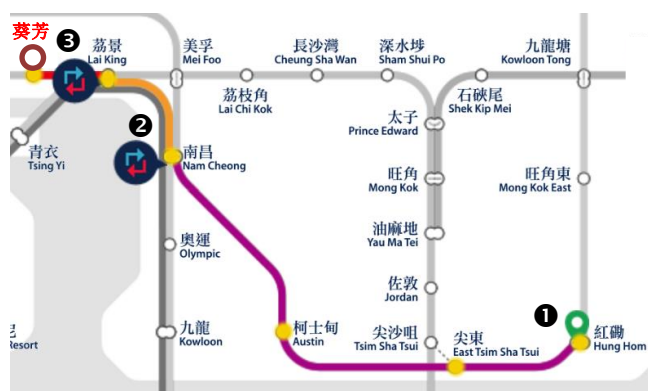 葵芳
❸
荔景
Lai King
美孚
Mei Foo
長沙灣
Cheung Sha Wan
深水埗
Sham Shui Po
九龍塘
Kowloon Tong
荔枝角
Lai Chi Kok
石硤尾
Shek Kip Mei
太子
Prince Edward
❷
青衣
Tsing Yi
南昌
Nam Cheong
旺角
Mong Kok
旺角東
Mong Kok East
奧運
Olympic
油麻地
Yau Ma Tei
佐敦
Jordan
❶
九龍
Kowloon
柯士甸
Austin
尖沙咀
Tsim Sha Tsui
尖東
East Tsim Sha Tsui
紅磡
Hung Hom
Resort